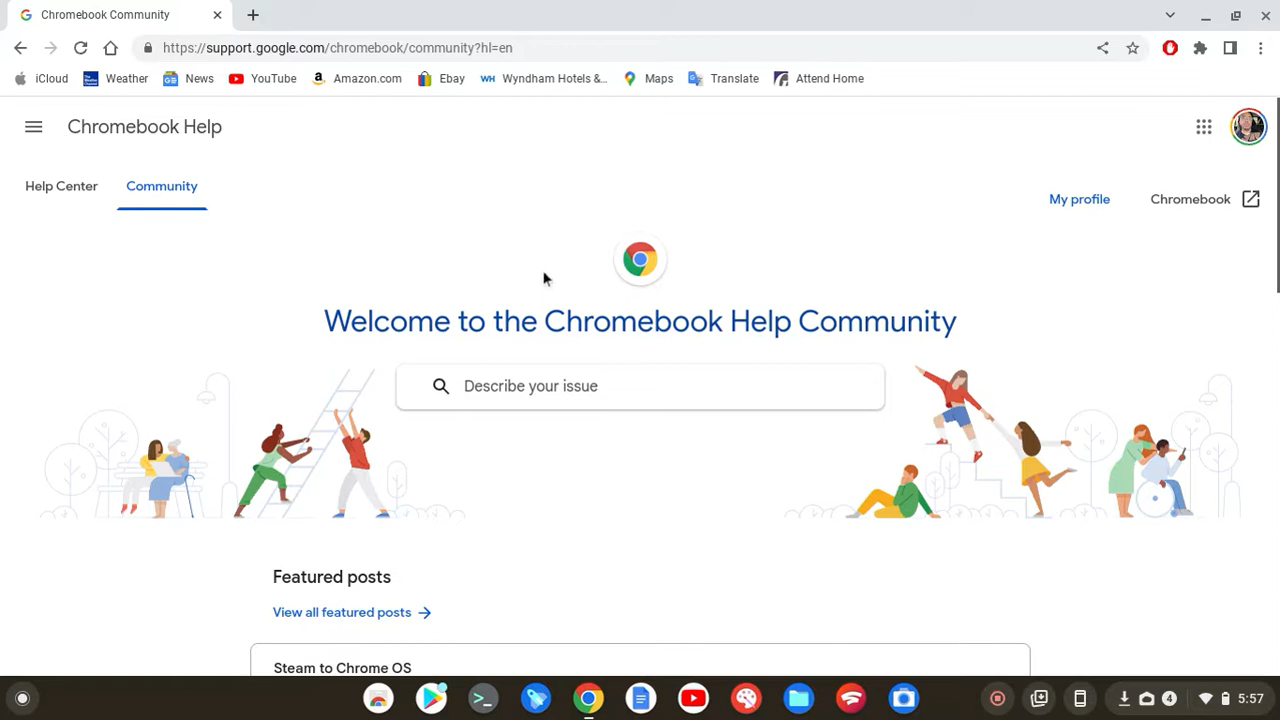 Chromebook Community
https://support.google.com/chromebook/community?hl=en
iCloud Weather News YouTube Amazon.com Ebay WH Wyndham Hotels &... Maps Translate Attend Home
Chromebook Help
Help Center Community
My profile Chromebook
Welcome to the Chromebook Help Community
Describe your issue
Featured posts
View all featured posts
Steam to Chrome OS
4 5:57